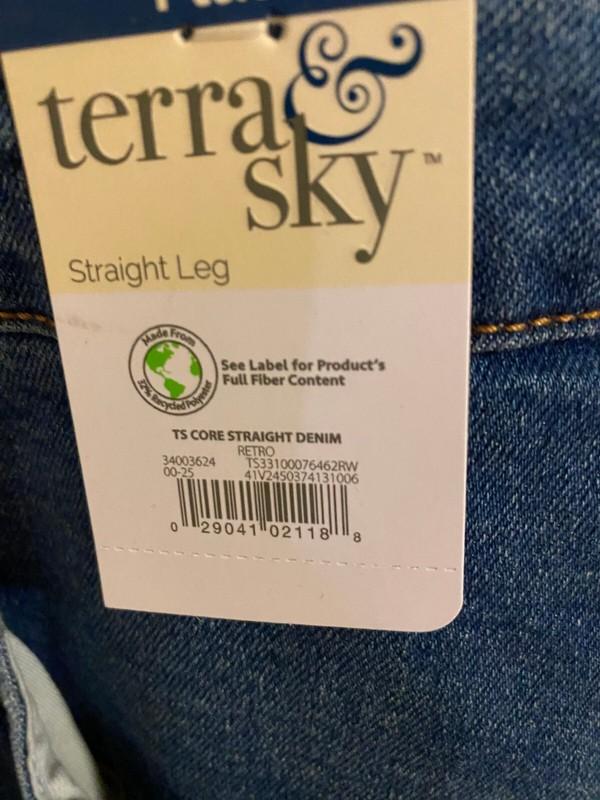 terra &
sky™
Straight Leg
Made From
32% Recycled Polyester
See Label for Product's
Full Fiber Content
TS CORE STRAIGHT DENIM
RETRO
34003624 TS33100076462RW
00-25 41V2450374131006
0 29041 02118 8